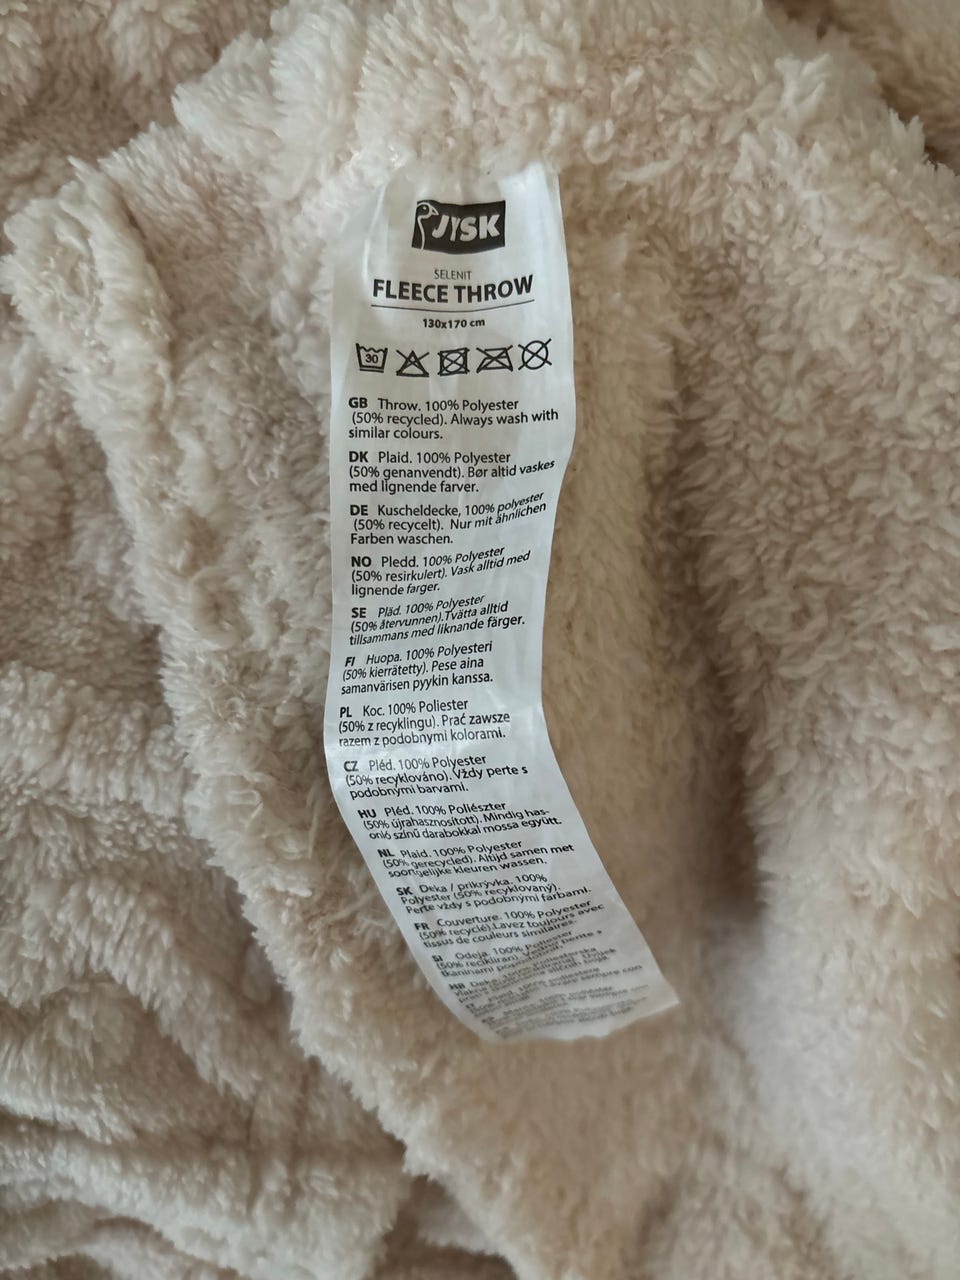 JYSK
SELENIT
FLEECE THROW
130x170 cm
30
GB Throw. 100% Polyester
(50% recycled). Always wash with
similar colours.
DK Plaid. 100% Polyester
(50% genanvendt). Bør altid vaskes
med lignende farver.
DE Kuscheldecke, 100% polyester
(50% recycelt). Nur mit ähnlichen
Farben waschen.
NO Pledd. 100% Polyester
(50% resirkulert). Vask alltid med
lignende farger.
SE Pläd. 100% Polyester
(50% återvunnen).Tvätta alltid
tillsammans med liknande färger.
FI Huopa. 100% Polyesteri
(50% kierrätetty). Pese aina
samanvärisen pyykin kanssa.
PL Koc. 100% Poliester
(50% z recyklingu). Prać zawsze
razem z podobnymi kolorami.
CZ Pléd. 100% Polyester
(50% recyklováno). Vždy perte s
podobnými barvami.
HU Pléd. 100% Poliészter
(50% újrahasznosított). Mindig has-
onló színű darabokkal mossa együtt.
NL Plaid. 100% Polyester
(50% gerecycled). Altijd samen met
soortgelijke kleuren wassen.
SK Deka / prikrývka. 100%
Polyester (50% recyklovaný).
Perte vždy s podobnými farbami.
FR Couverture. 100% Polyester
(50% recyclé).Lavez toujours avec
tissus de couleurs similaires.
SI Odeja. 100% Poliester
(50% recikliran). Vedno perite s
tkaninami
HR Deka.